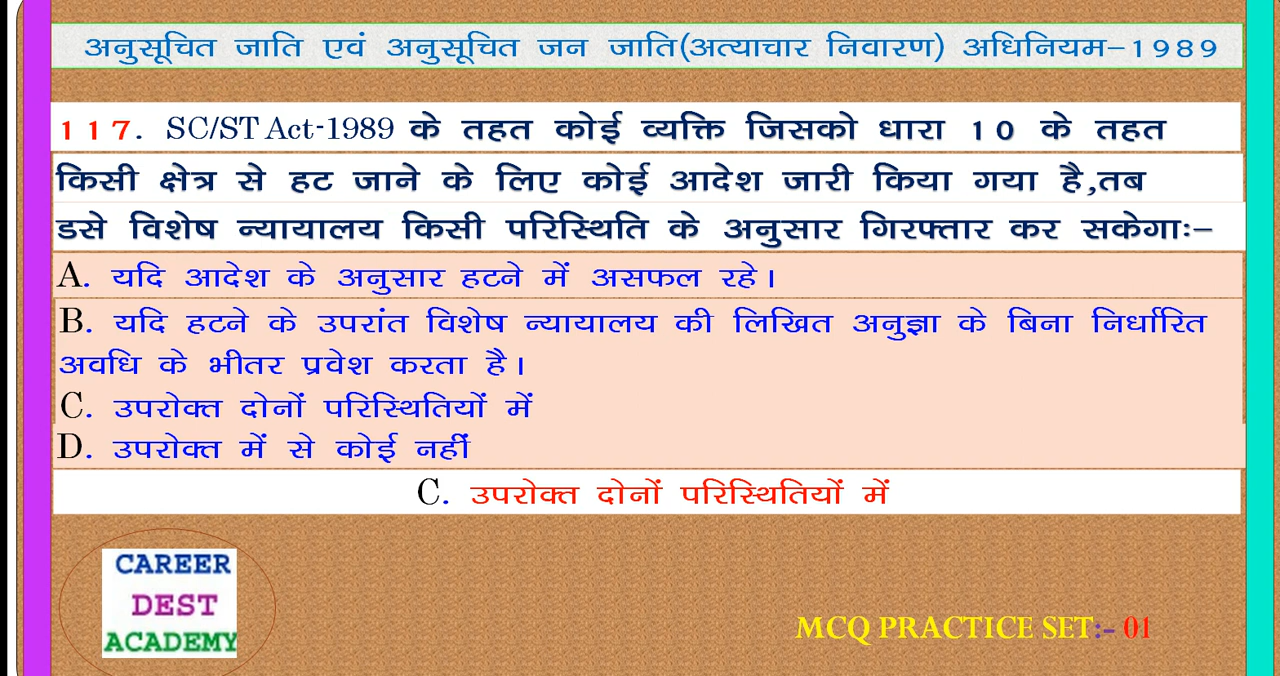 अनुसूचित जाति एवं अनुसूचित जन जाति(अत्याचार निवारण) अधिनियम–1989
117. SC/ST Act-1989 के तहत कोई व्यक्ति जिसको धारा 10 के तहत
किसी क्षेत्र से हट जाने के लिए कोई आदेश जारी किया गया है,तब
डसे विशेष न्यायालय किसी परिस्थिति के अनुसार गिरफ्तार कर सकेगाः–
A. यदि आदेश के अनुसार हटने में असफल रहे।
B. यदि हटने के उपरांत विशेष न्यायालय की लिखित अनुज्ञा के बिना निर्धारित
अवधि के भीतर प्रवेश करता है।
C. उपरोक्त दोनों परिस्थितियों में
D. उपरोक्त में से कोई नहीं
C. उपरोक्त दोनों परिस्थितियों में
CAREER
DEST
ACADEMY
MCQ PRACTICE SET:- 01